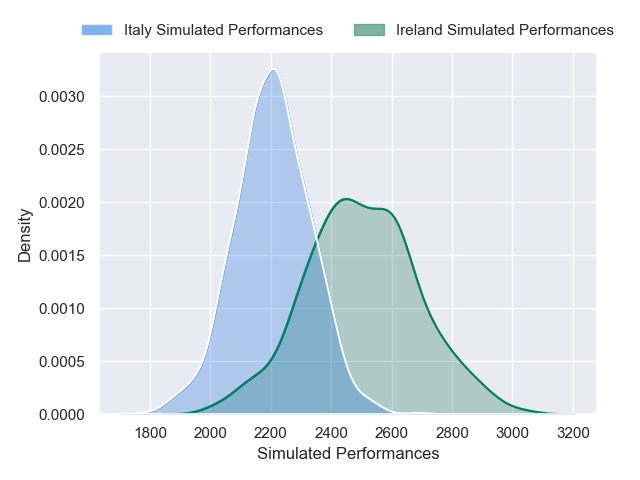 Italy Simulated Performances Ireland Simulated Performances
0.0030
0.0025
0.0020
0.0015
0.0010
0.0005
0.0000
Density
1800 2000 2200 2400 2600 2800 3000 3200
Simulated Performances